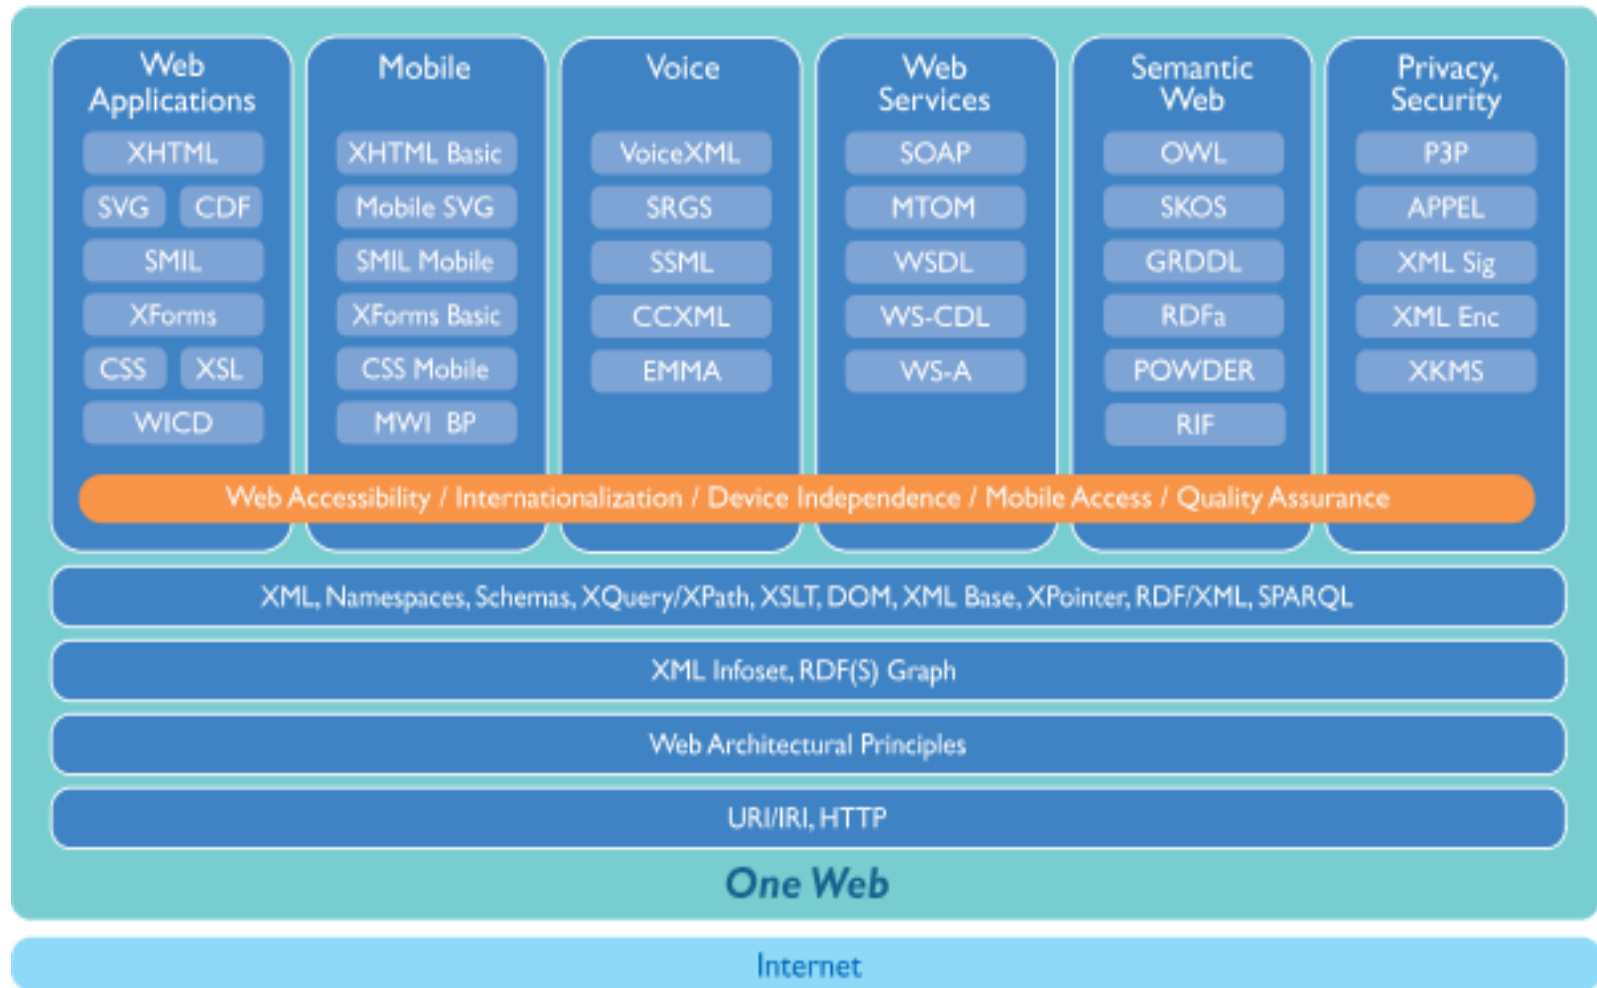 Web
Applications
XHTML
SVG CDF
SMIL
XForms
CSS XSL
WICD
Mobile
XHTML Basic
Mobile SVG
SMIL Mobile
XForms Basic
CSS Mobile
MWI BP
Voice
VoiceXML
SRGS
SSML
CCXML
EMMA
Web
Services
SOAP
MTOM
WSDL
WS-CDL
WS-A
Semantic
Web
OWL
SKOS
GRDDL
RDFa
POWDER
RIF
Privacy,
Security
P3P
APPEL
XML Sig
XML Enc
XKMS
Web Accessibility / Internationalization / Device Independence / Mobile Access / Quality Assurance
XML, Namespaces, Schemas, XQuery/XPath, XSLT, DOM, XML Base, XPointer, RDF/XML, SPARQL
XML Infoset, RDF(S) Graph
Web Architectural Principles
URI/IRI, HTTP
One Web
Internet